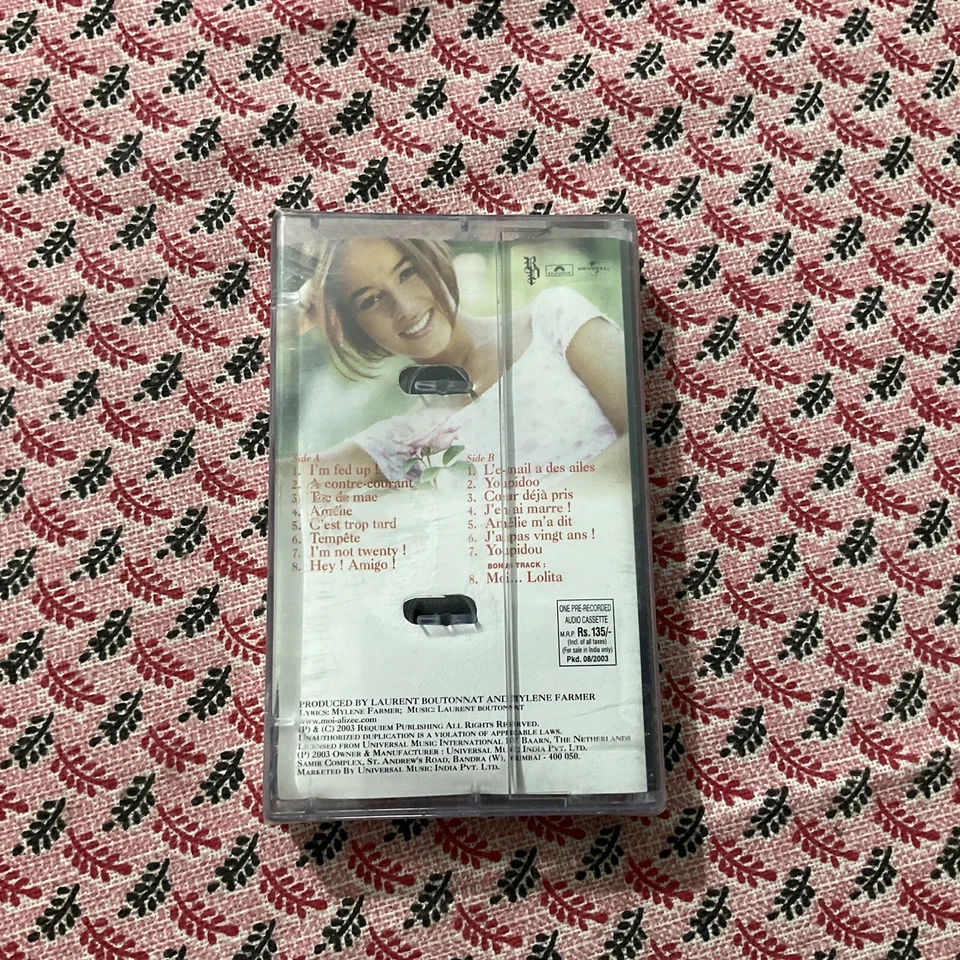 RP
Polydor
UNIVERSAL
Side A
1. I'm fed up !
2. A contre-courant
3. Toc de mac
4. Amélie
5. C'est trop tard
6. Tempête
7. I'm not twenty !
8. Hey ! Amigo !
Side B
1. L'e-mail a des ailes
2. Youpidoo
3. Cœur déjà pris
4. J'en ai marre !
5. Amélie m'a dit
6. J'ai pas vingt ans !
7. Youpidou
BONUS TRACK :
8. Moi... Lolita
ONE PRE-RECORDED
AUDIO CASSETTE
M.R.P. Rs.135/-
(Incl. of all taxes)
(For sale in India only)
Pkd. 08/2003
PRODUCED BY LAURENT BOUTONNAT AND MYLENE FARMER
LYRICS: MYLENE FARMER; MUSIC: LAURENT BOUTONNAT
www.moi-alizee.com
(P) & (C) 2003 REQUIEM PUBLISHING ALL RIGHTS RESERVED.
UNAUTHORIZED DUPLICATION IS A VIOLATION OF APPLICABLE LAWS.
LICENSED FROM UNIVERSAL MUSIC INTERNATIONAL BV BAARN, THE NETHERLANDS
(P) 2003 OWNER & MANUFACTURER : UNIVERSAL MUSIC INDIA PVT. LTD.
SAMIR COMPLEX, ST. ANDREW'S ROAD, BANDRA (W), MUMBAI - 400 050.
MARKETED BY UNIVERSAL MUSIC INDIA PVT. LTD.